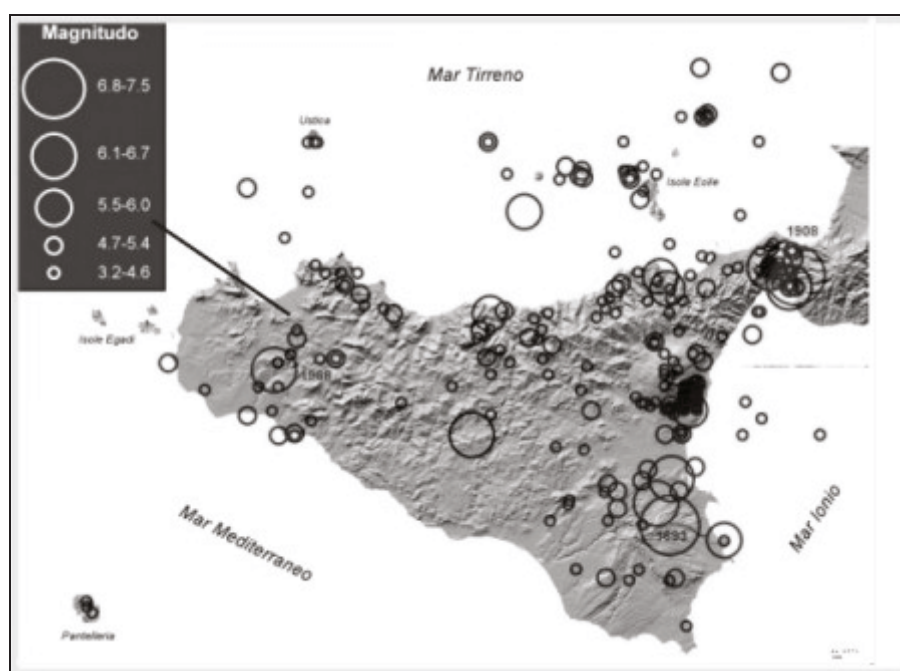 Magnitudo
6.8-7.5
6.1-6.7
5.5-6.0
4.7-5.4
3.2-4.6
Mar Tirreno
Ustica
Isole Eolie
1908
Isole Egadi
1968
1693
Mar Ionio
Mar Mediterraneo
Pantelleria